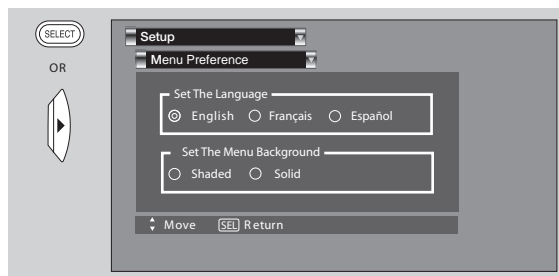 SELECT
OR
Setup
Menu Preference
Set The Language
English Français Español
Set The Menu Background
Shaded Solid
Move SEL Return